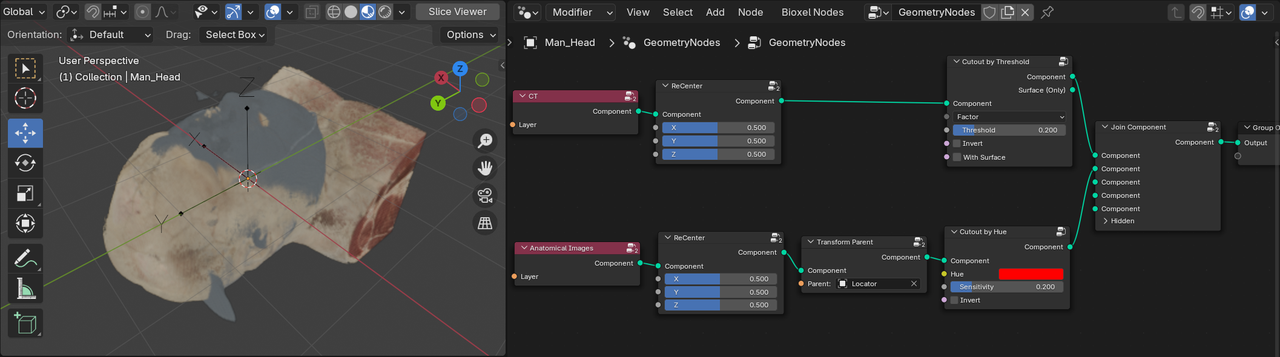 Global
Slice Viewer
Orientation: Default Drag: Select Box Options
User Perspective
(1) Collection | Man_Head
Z
X
Y
X
Z
Y
Modifier View Select Add Node Bioxel Nodes GeometryNodes
Man_Head > GeometryNodes > GeometryNodes
CT
Component
Layer
ReCenter
Component
Component
X 0.500
Y 0.500
Z 0.500
Cutout by Threshold
Component
Surface (Only)
Component
Factor
Threshold 0.200
Invert
With Surface
Join Component
Component
Component
Component
Component
Component
Component
Hidden
Group O
Output
Anatomical Images
Component
Layer
ReCenter
Component
Component
X 0.500
Y 0.500
Z 0.500
Transform Parent
Component
Component
Parent: Locator
Cutout by Hue
Component
Component
Hue
Sensitivity 0.200
Invert